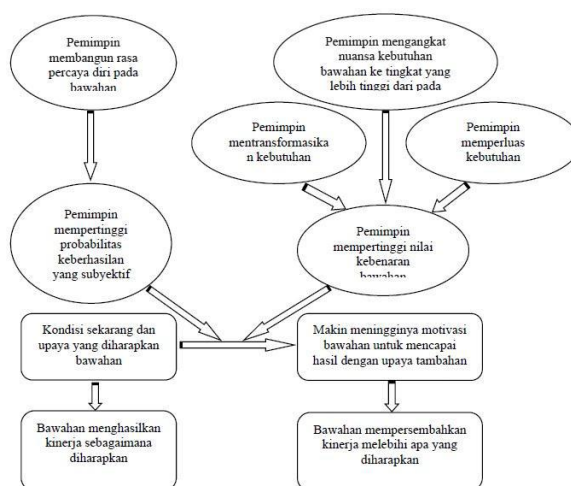 Pemimpin
membangun rasa
percaya diri pada
bawahan
Pemimpin mengangkat
nuansa kebutuhan
bawahan ke tingkat yang
lebih tinggi dari pada
Pemimpin
mentransformasika
n kebutuhan
Pemimpin
memperluas
kebutuhan
Pemimpin
mempertinggi
probabilitas
keberhasilan
yang subyektif
Pemimpin
mempertinggi nilai
kebenaran
bawahan
Kondisi sekarang dan
upaya yang diharapkan
bawahan
Makin meningginya motivasi
bawahan untuk mencapai
hasil dengan upaya tambahan
Bawahan menghasilkan
kinerja sebagaimana
diharapkan
Bawahan mempersembahkan
kinerja melebihi apa yang
diharapkan